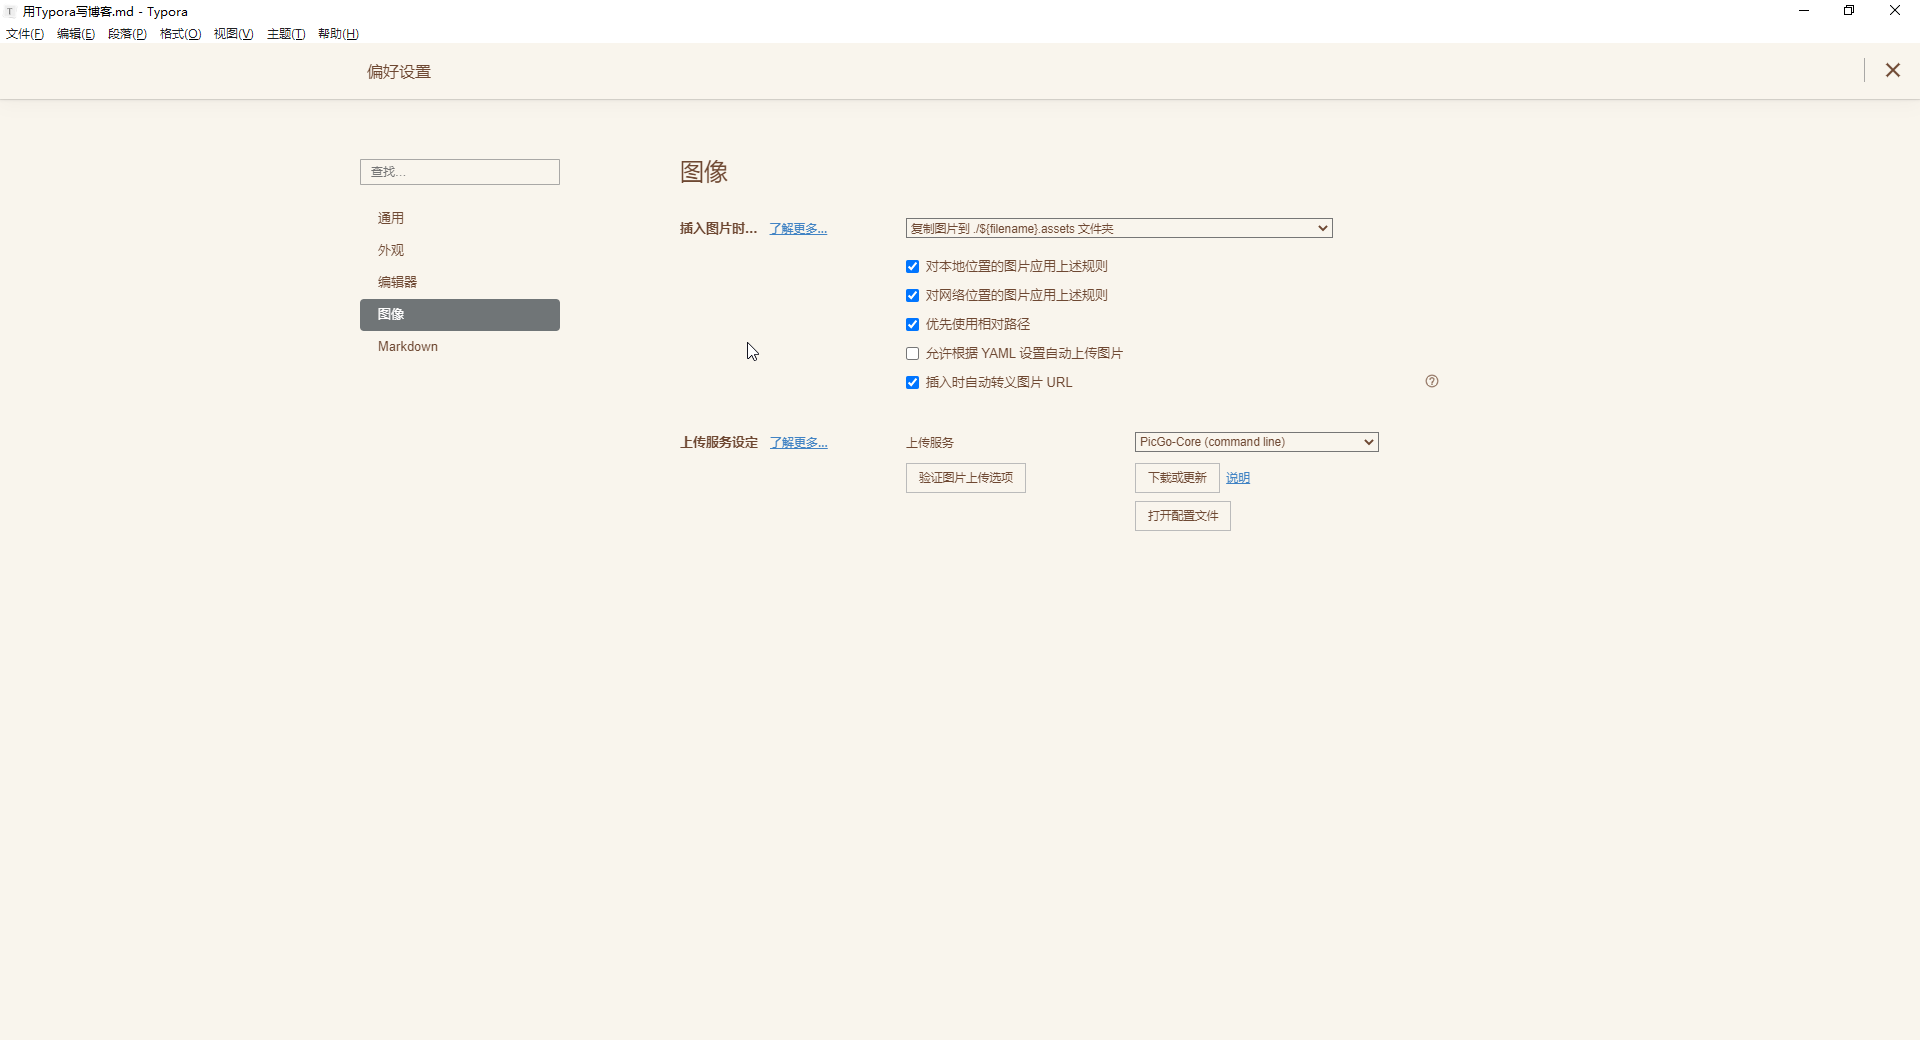 用Typora写博客.md - Typora
文件(F) 编辑(E) 段落(P) 格式(O) 视图(V) 主题(T) 帮助(H)
偏好设置
查找...
通用
外观
编辑器
图像
Markdown
图像
插入图片时... 了解更多... 复制图片到 ./${filename}.assets 文件夹
对本地位置的图片应用上述规则
对网络位置的图片应用上述规则
优先使用相对路径
允许根据 YAML 设置自动上传图片
插入时自动转义图片 URL
上传服务设定 了解更多... 上传服务 PicGo-Core (command line)
验证图片上传选项 下载或更新 说明
打开配置文件